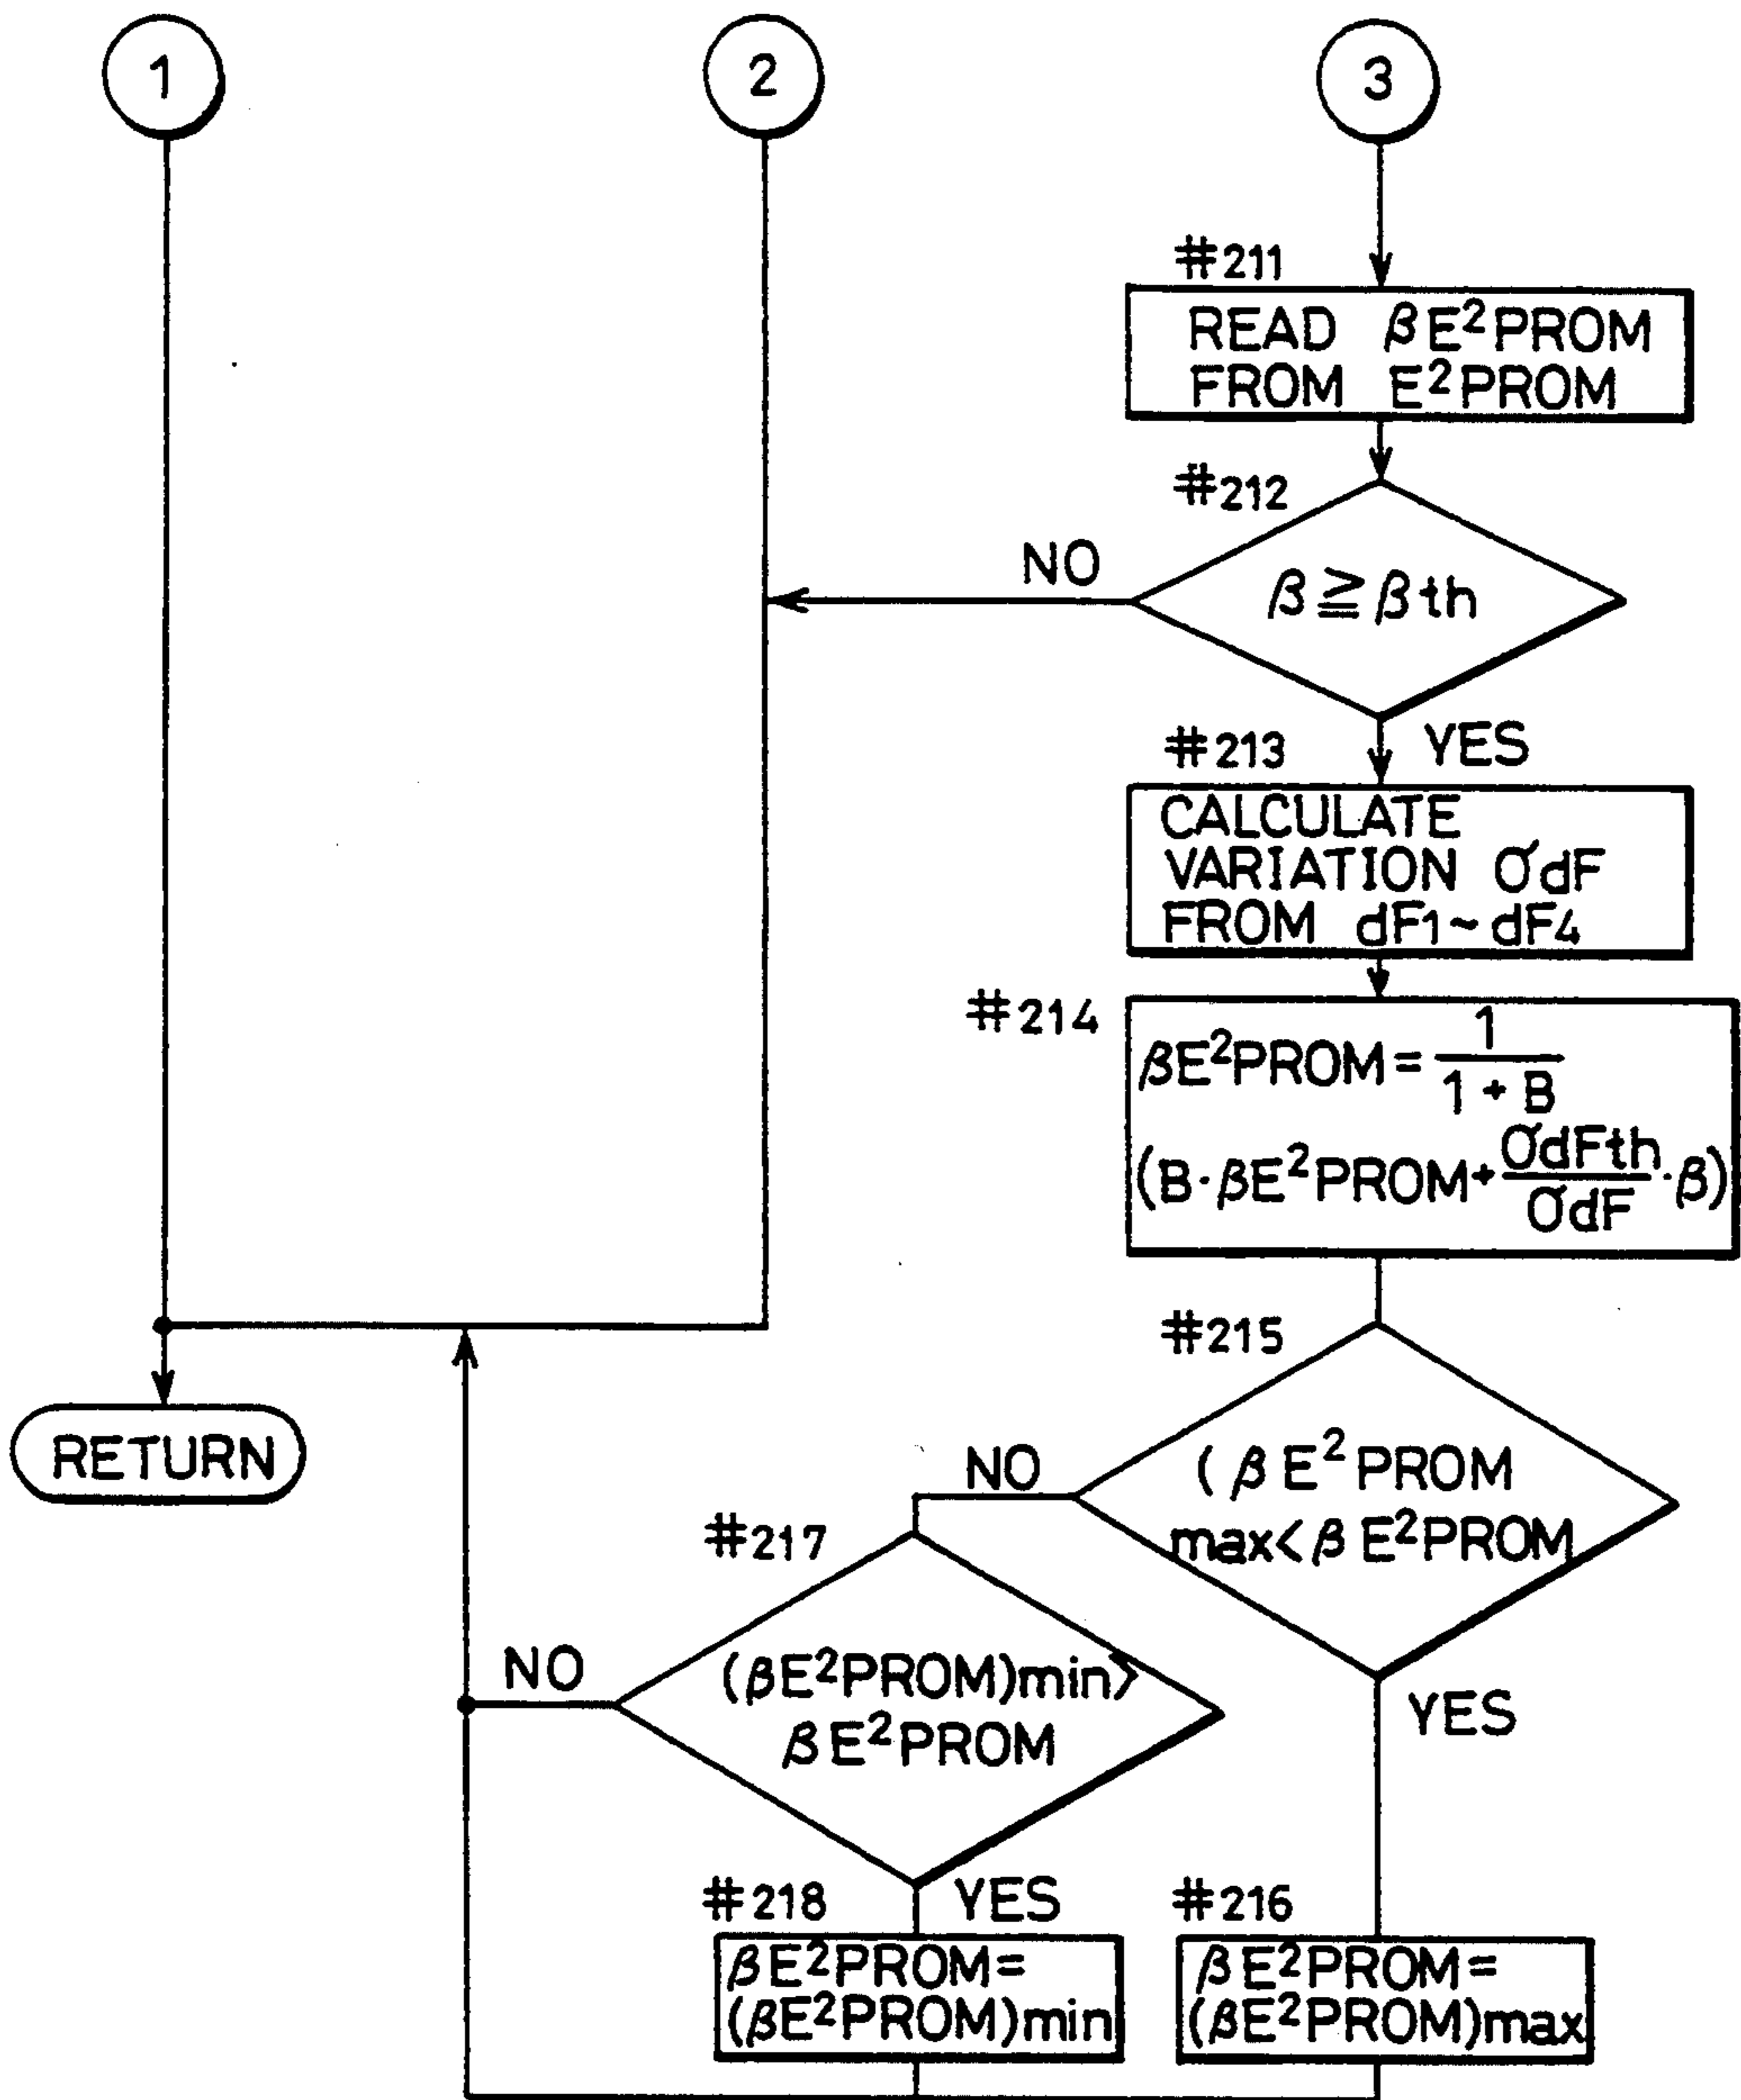 1
2
3
#211
READ βE²PROM
FROM E²PROM
#212
NO
β ≧ βth
YES
#213
CALCULATE
VARIATION σdF
FROM dF1~dF4
#214
βE²PROM = 1 / 1 + B
(B·βE²PROM + σdFth / σdF · β)
#215
(βE²PROM
max < βE²PROM
NO
YES
RETURN
#217
(βE²PROM)min >
βE²PROM
NO
YES
#218
βE²PROM =
(βE²PROM)min
#216
βE²PROM =
(βE²PROM)max